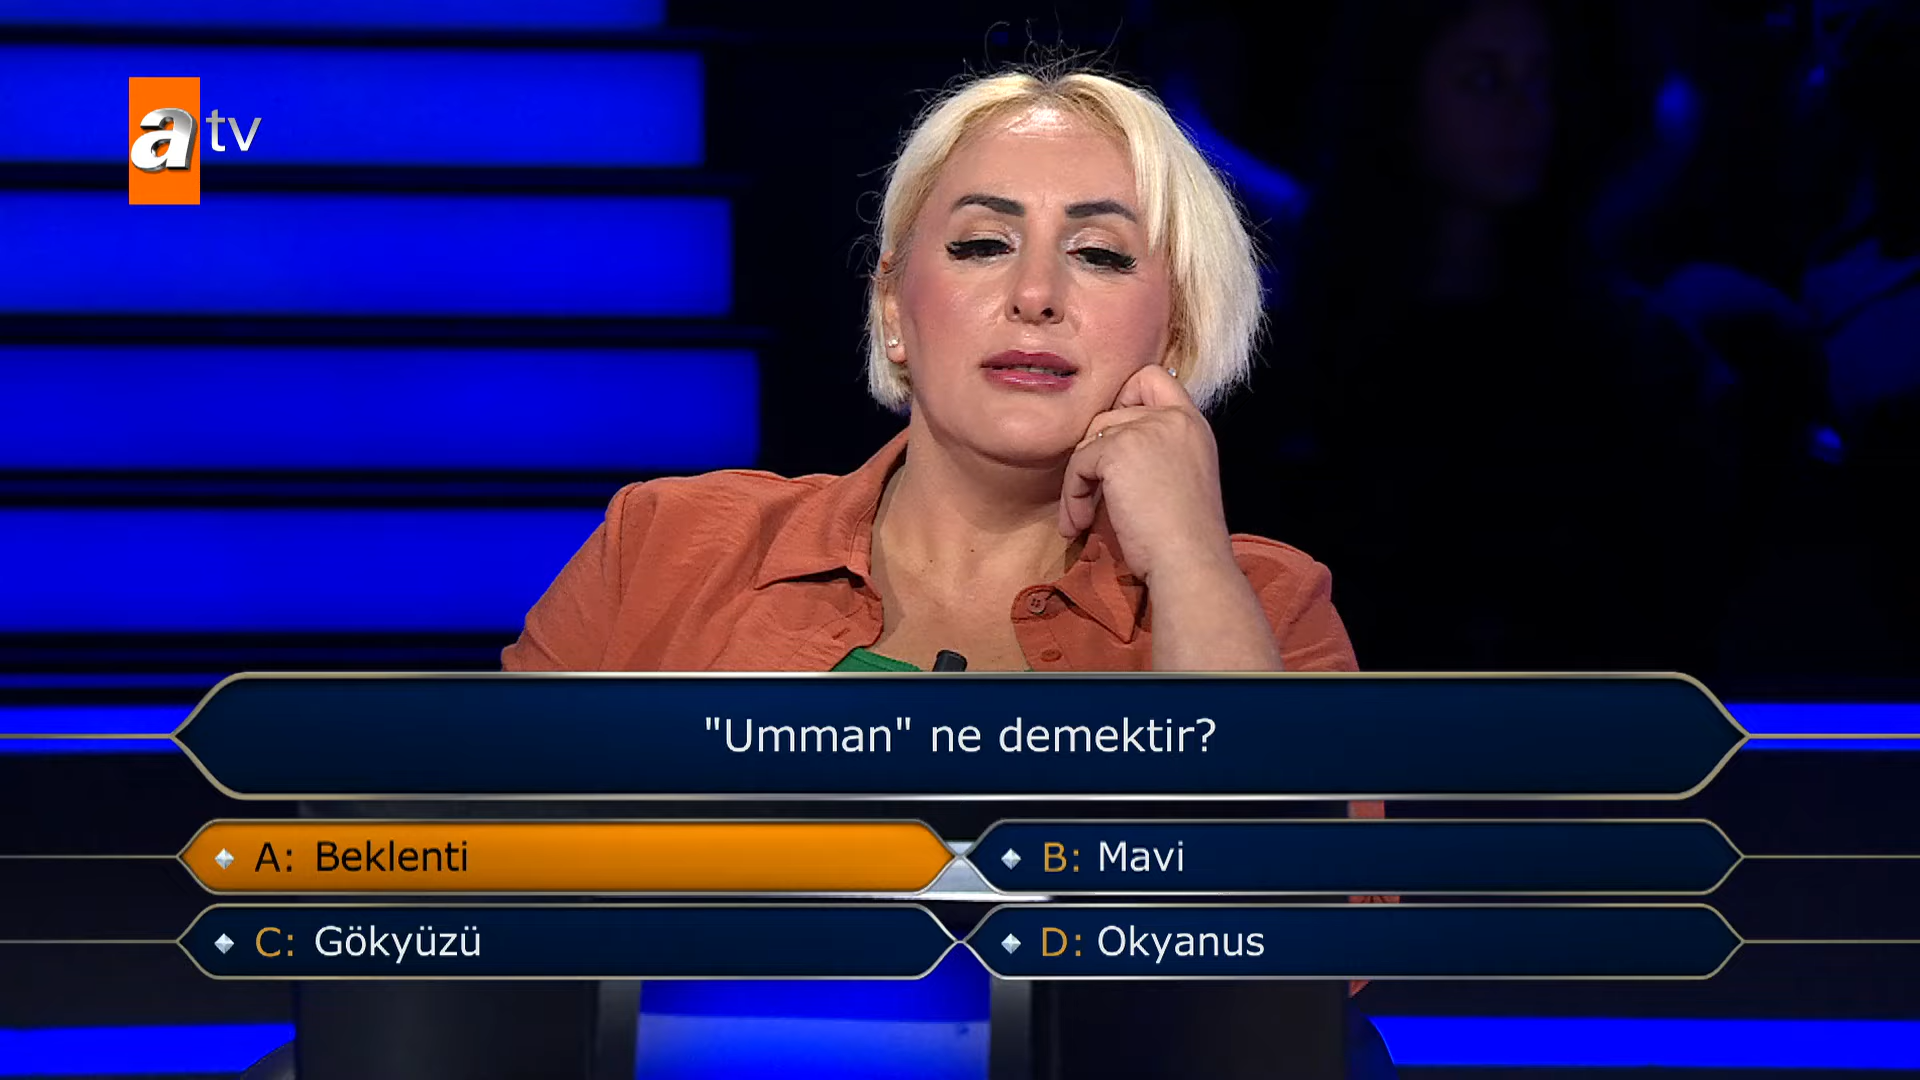 atv
"Umman" ne demektir?
A: Beklenti
B: Mavi
C: Gökyüzü
D: Okyanus